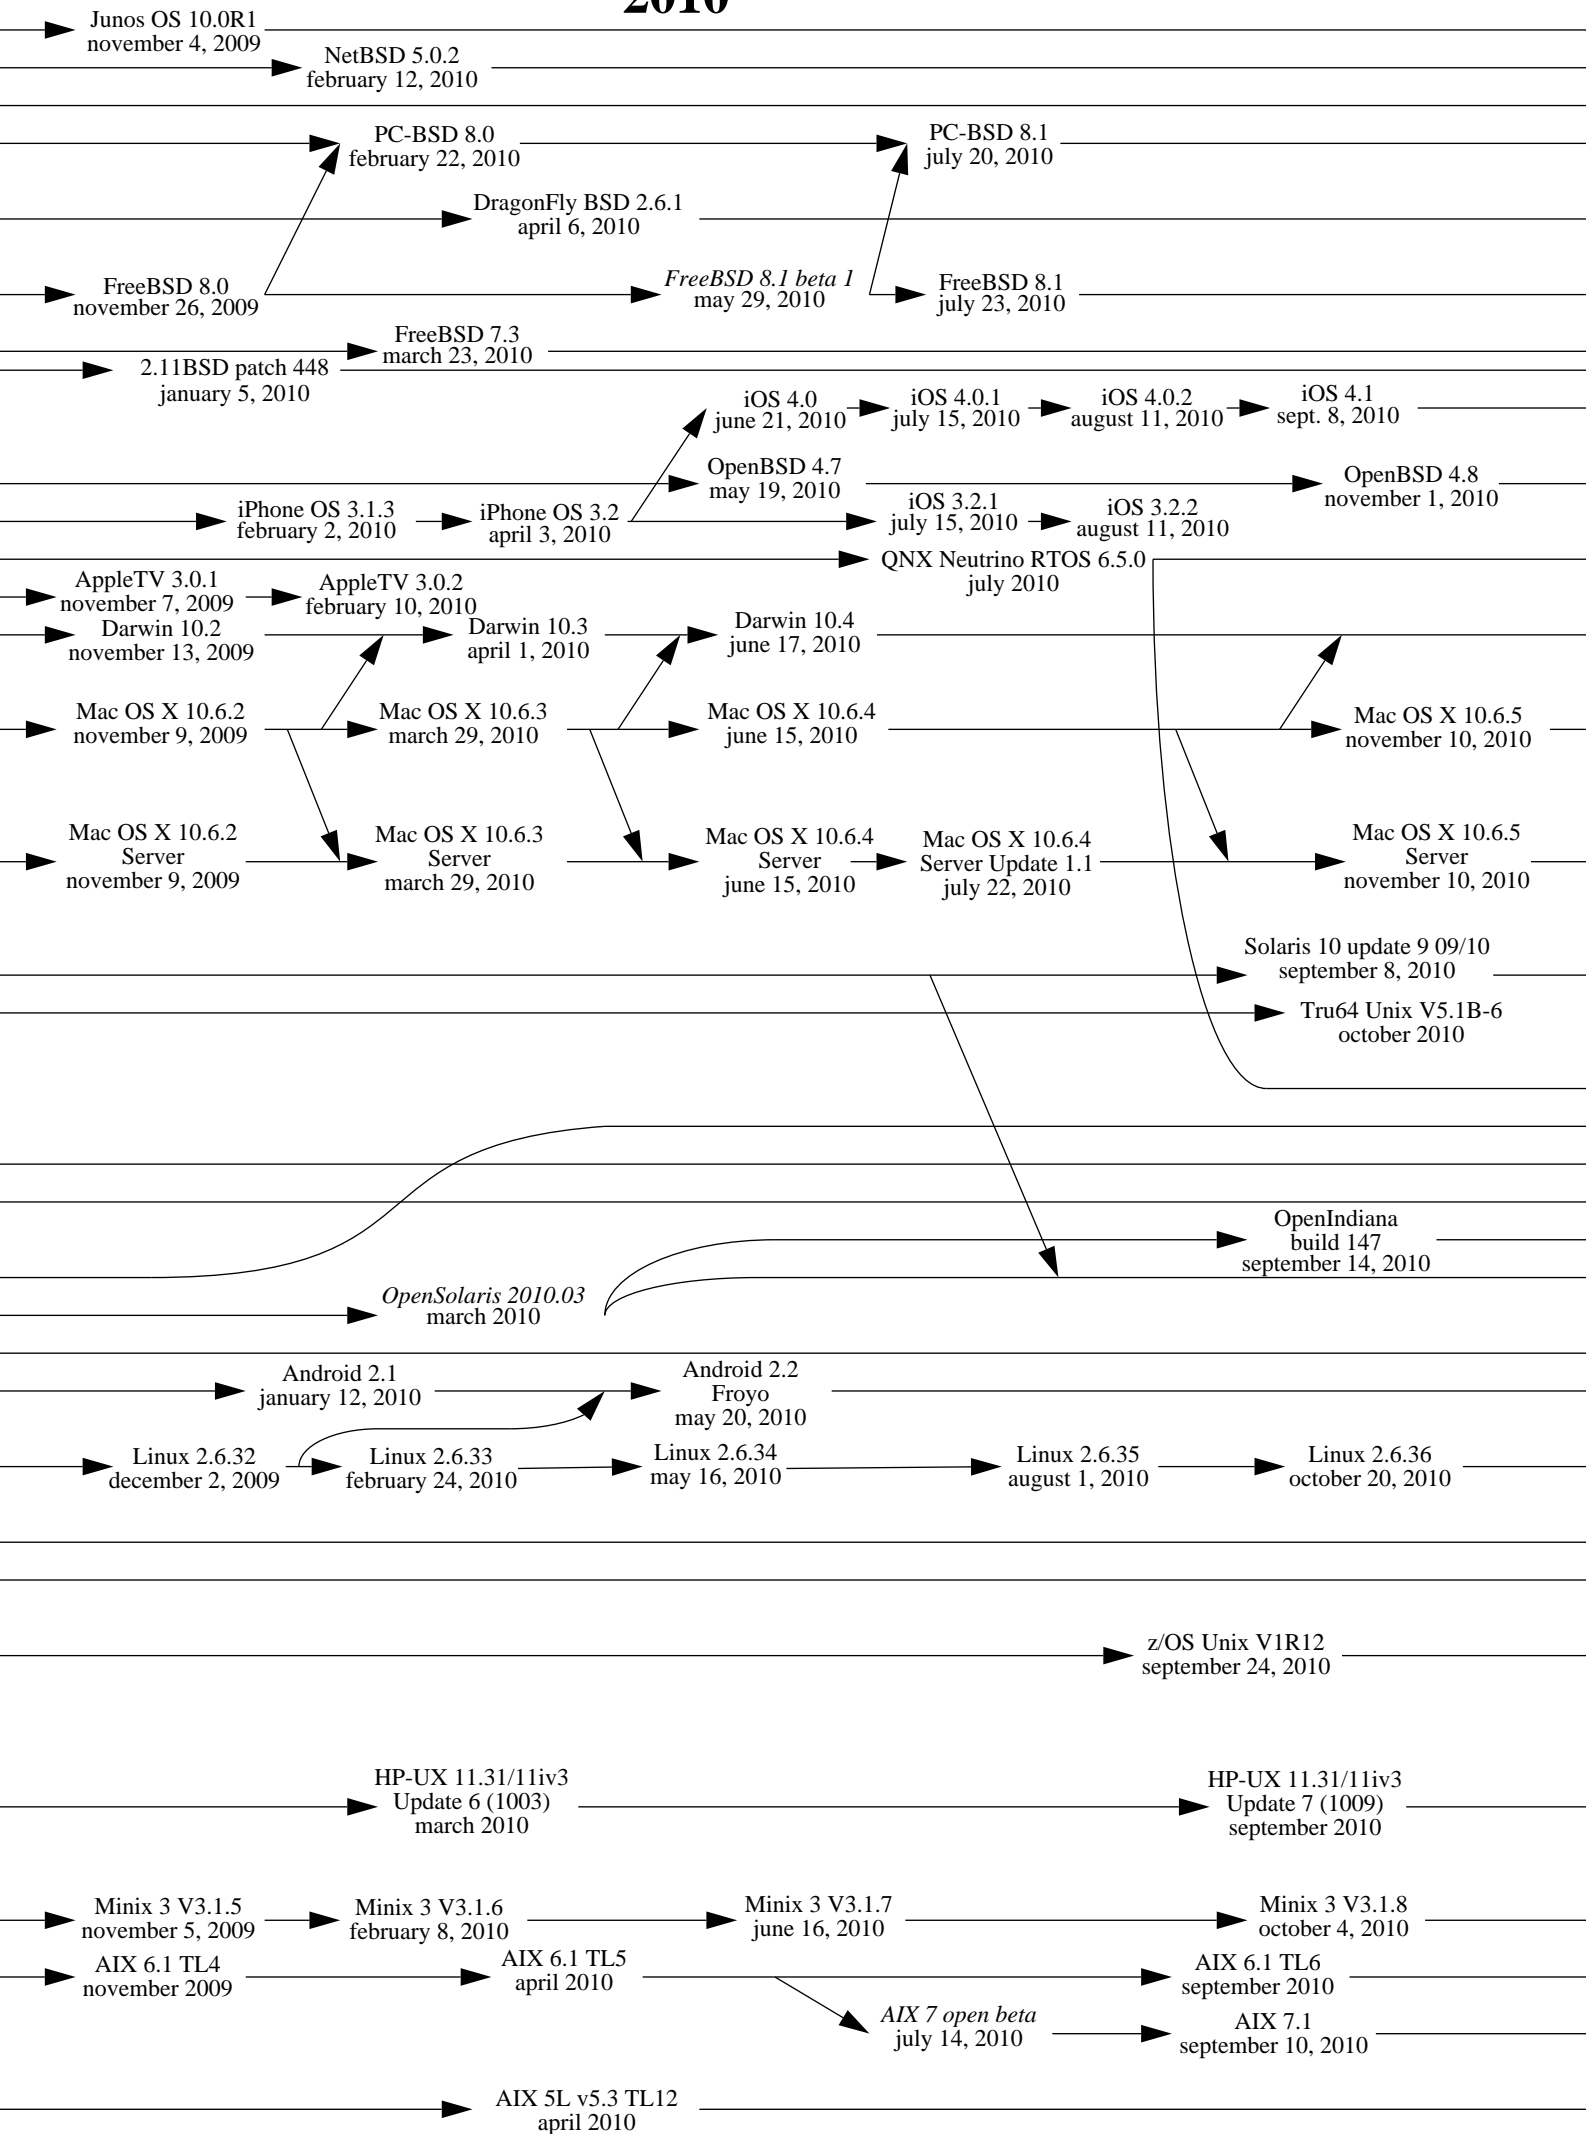 2010
Junos OS 10.0R1
november 4, 2009
NetBSD 5.0.2
february 12, 2010
PC-BSD 8.0
february 22, 2010
PC-BSD 8.1
july 20, 2010
DragonFly BSD 2.6.1
april 6, 2010
FreeBSD 8.0
november 26, 2009
FreeBSD 8.1 beta 1
may 29, 2010
FreeBSD 8.1
july 23, 2010
FreeBSD 7.3
march 23, 2010
2.11BSD patch 448
january 5, 2010
iOS 4.0
june 21, 2010
iOS 4.0.1
july 15, 2010
iOS 4.0.2
august 11, 2010
iOS 4.1
sept. 8, 2010
OpenBSD 4.7
may 19, 2010
OpenBSD 4.8
november 1, 2010
iPhone OS 3.1.3
february 2, 2010
iPhone OS 3.2
april 3, 2010
iOS 3.2.1
july 15, 2010
iOS 3.2.2
august 11, 2010
QNX Neutrino RTOS 6.5.0
july 2010
AppleTV 3.0.1
november 7, 2009
AppleTV 3.0.2
february 10, 2010
Darwin 10.2
november 13, 2009
Darwin 10.3
april 1, 2010
Darwin 10.4
june 17, 2010
Mac OS X 10.6.2
november 9, 2009
Mac OS X 10.6.3
march 29, 2010
Mac OS X 10.6.4
june 15, 2010
Mac OS X 10.6.5
november 10, 2010
Mac OS X 10.6.2
Server
november 9, 2009
Mac OS X 10.6.3
Server
march 29, 2010
Mac OS X 10.6.4
Server
june 15, 2010
Mac OS X 10.6.4
Server Update 1.1
july 22, 2010
Mac OS X 10.6.5
Server
november 10, 2010
Solaris 10 update 9 09/10
september 8, 2010
Tru64 Unix V5.1B-6
october 2010
OpenIndiana
build 147
september 14, 2010
OpenSolaris 2010.03
march 2010
Android 2.1
january 12, 2010
Android 2.2
Froyo
may 20, 2010
Linux 2.6.32
december 2, 2009
Linux 2.6.33
february 24, 2010
Linux 2.6.34
may 16, 2010
Linux 2.6.35
august 1, 2010
Linux 2.6.36
october 20, 2010
z/OS Unix V1R12
september 24, 2010
HP-UX 11.31/11iv3
Update 6 (1003)
march 2010
HP-UX 11.31/11iv3
Update 7 (1009)
september 2010
Minix 3 V3.1.5
november 5, 2009
Minix 3 V3.1.6
february 8, 2010
Minix 3 V3.1.7
june 16, 2010
Minix 3 V3.1.8
october 4, 2010
AIX 6.1 TL4
november 2009
AIX 6.1 TL5
april 2010
AIX 6.1 TL6
september 2010
AIX 7 open beta
july 14, 2010
AIX 7.1
september 10, 2010
AIX 5L v5.3 TL12
april 2010